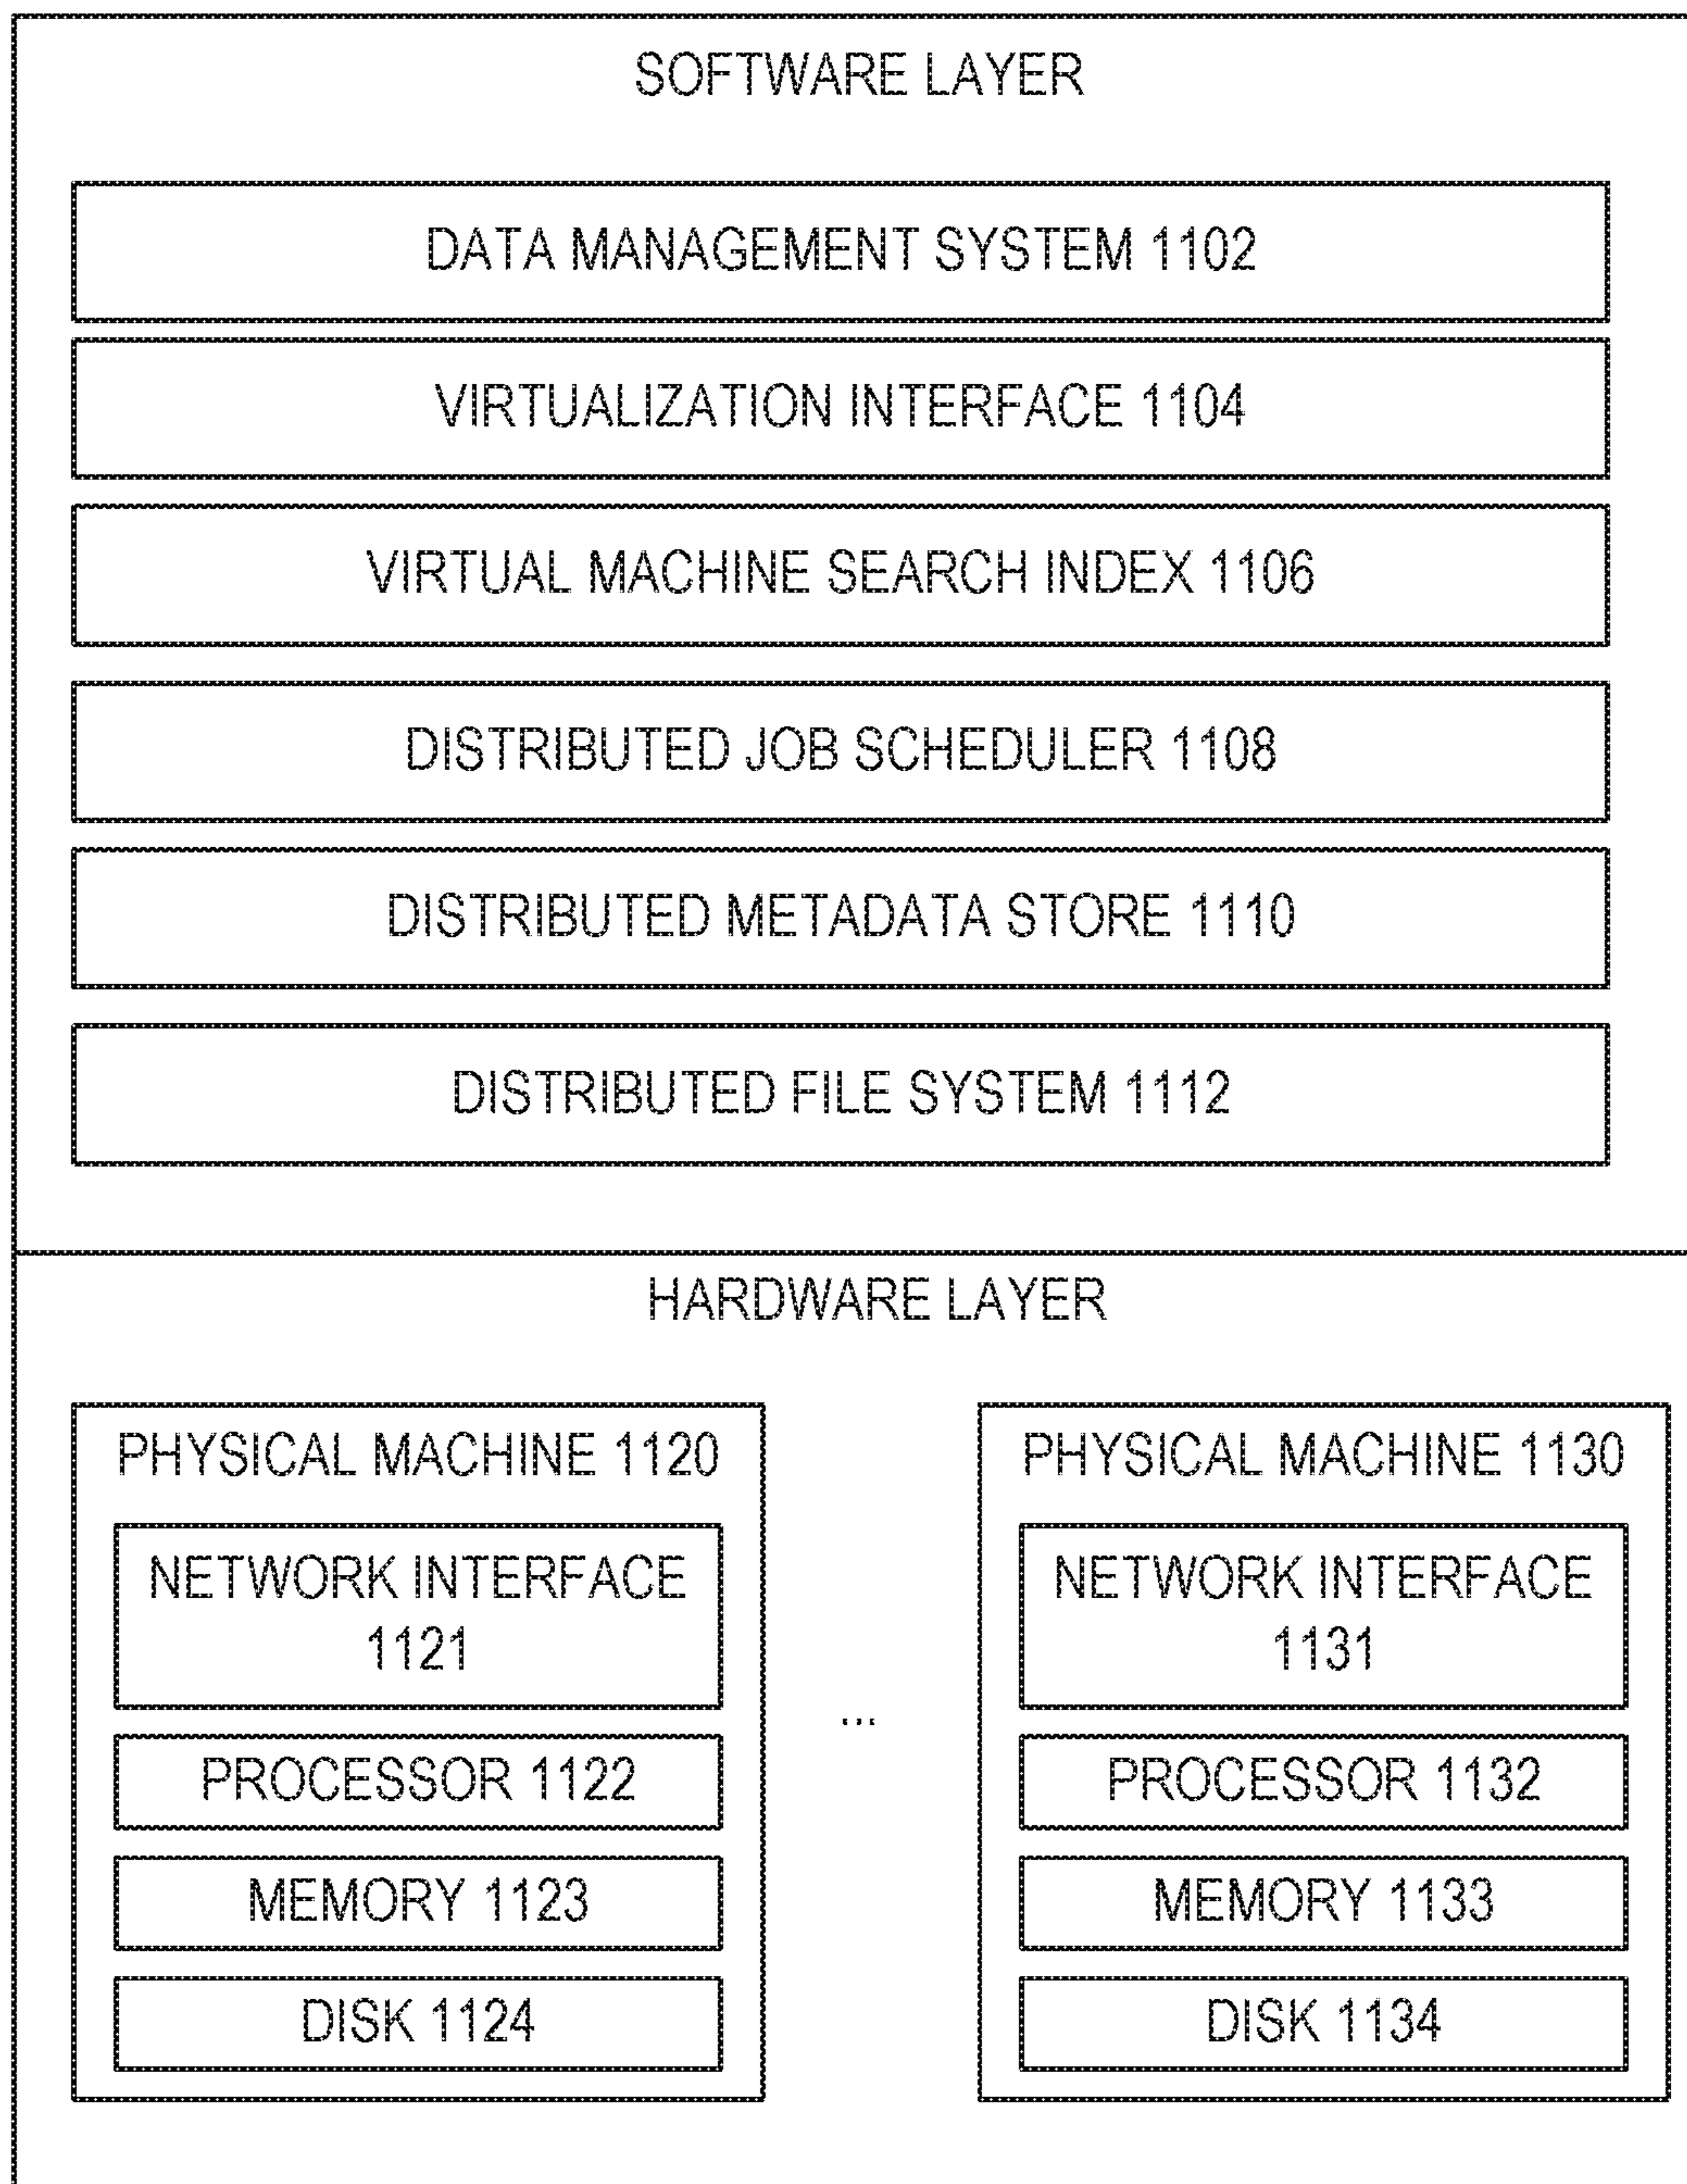 SOFTWARE LAYER
DATA MANAGEMENT SYSTEM 1102
VIRTUALIZATION INTERFACE 1104
VIRTUAL MACHINE SEARCH INDEX 1106
DISTRIBUTED JOB SCHEDULER 1108
DISTRIBUTED METADATA STORE 1110
DISTRIBUTED FILE SYSTEM 1112
HARDWARE LAYER
PHYSICAL MACHINE 1120
NETWORK INTERFACE
1121
PROCESSOR 1122
MEMORY 1123
DISK 1124
...
PHYSICAL MACHINE 1130
NETWORK INTERFACE
1131
PROCESSOR 1132
MEMORY 1133
DISK 1134